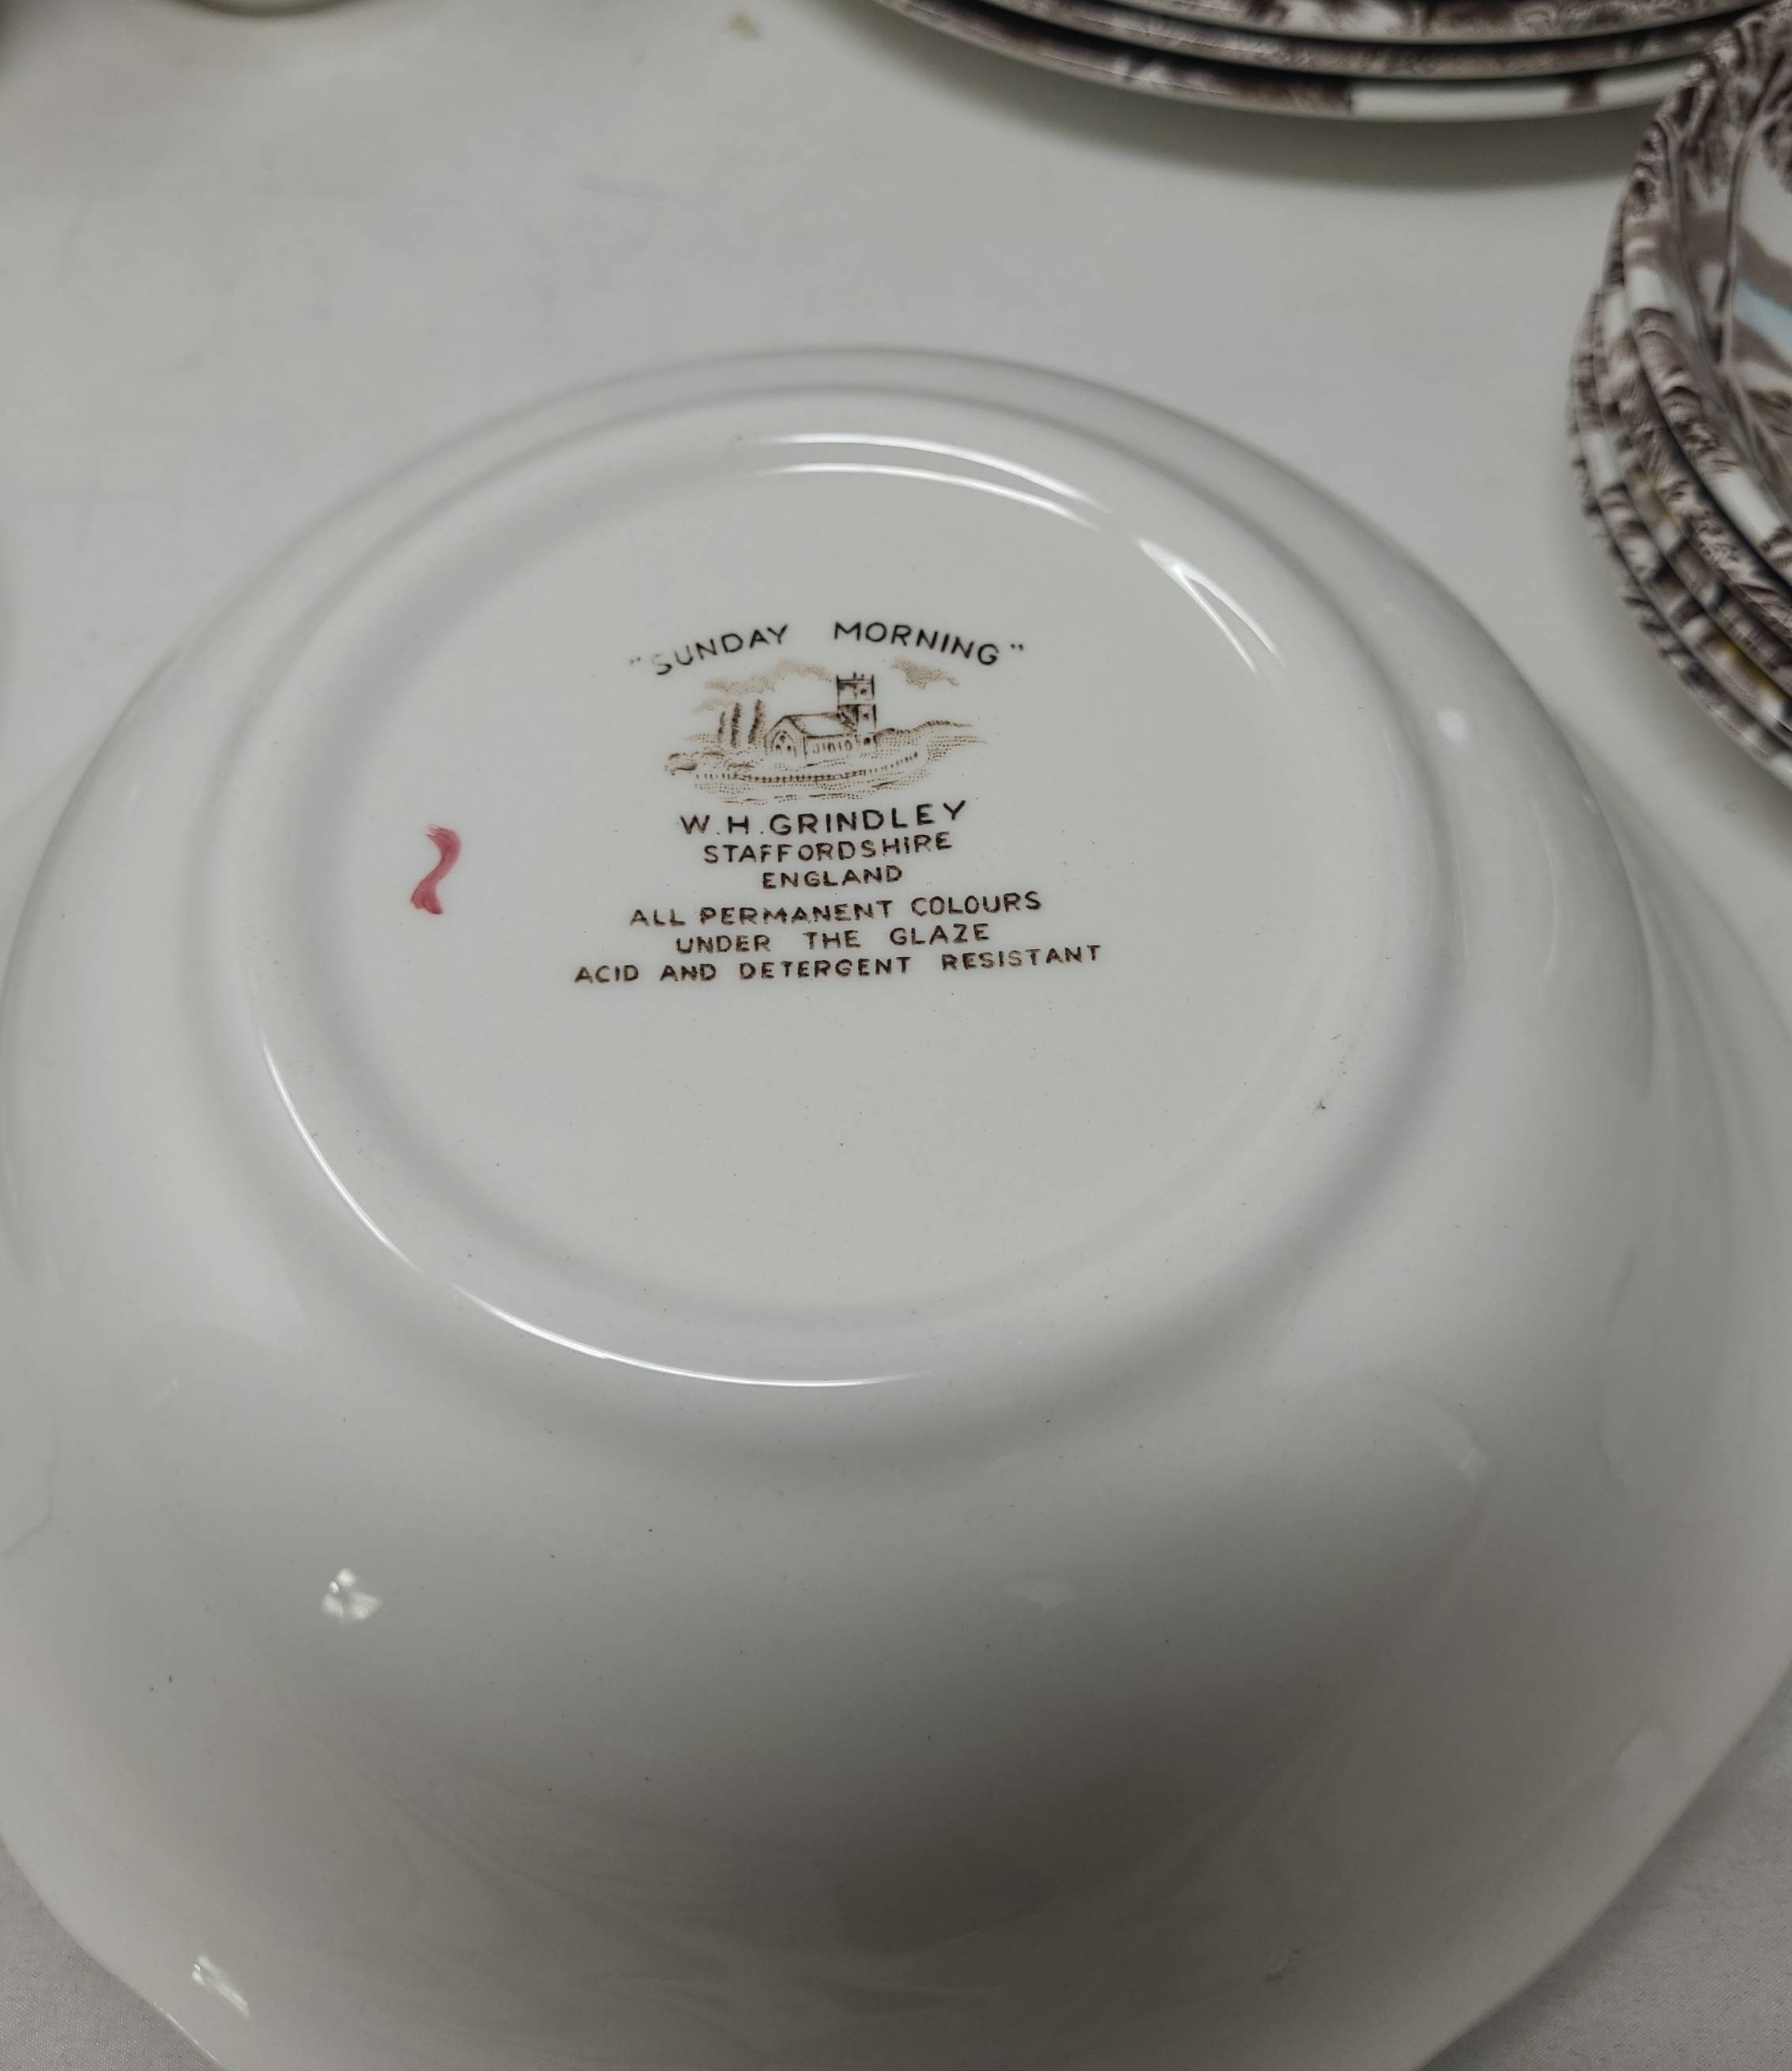 "SUNDAY MORNING"
W.H.GRINDLEY
STAFFORDSHIRE
ENGLAND
ALL PERMANENT COLOURS
UNDER THE GLAZE
ACID AND DETERGENT RESISTANT